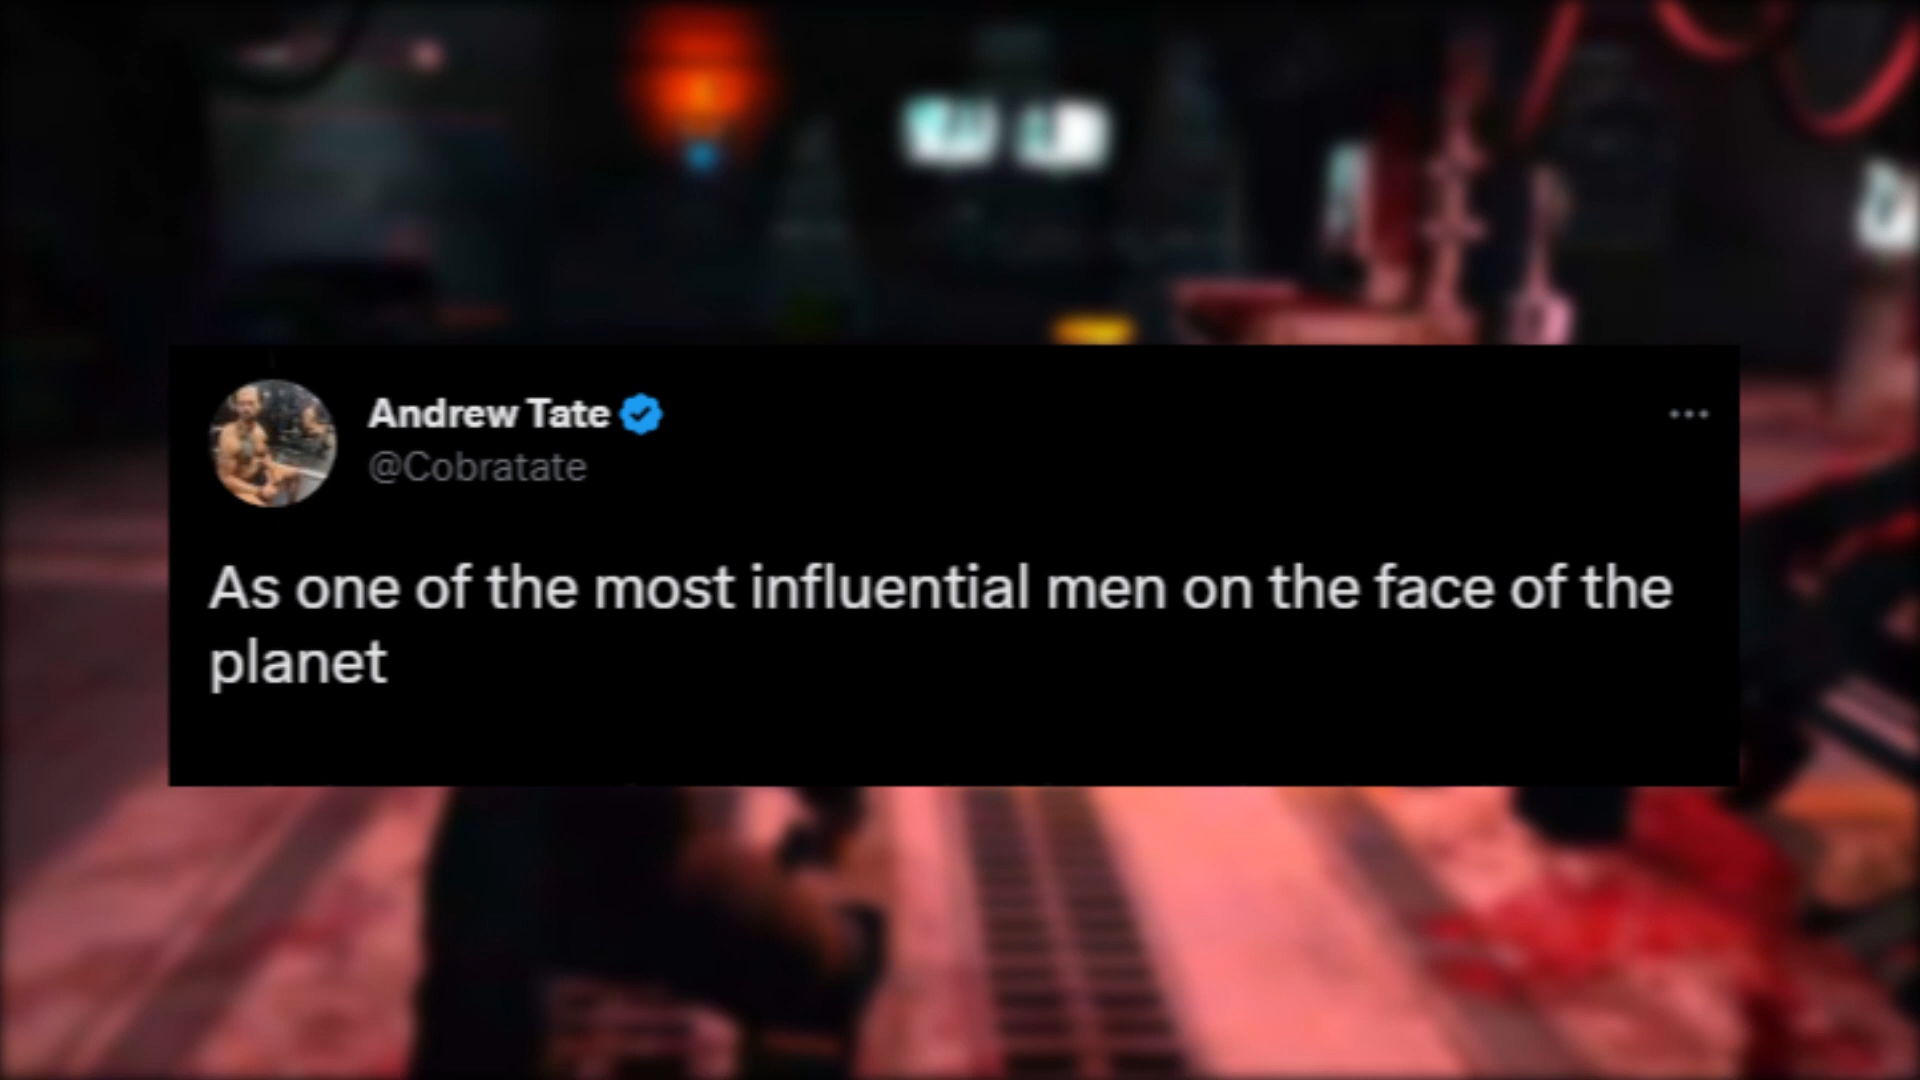 Andrew Tate
@Cobratate
As one of the most influential men on the face of the
planet